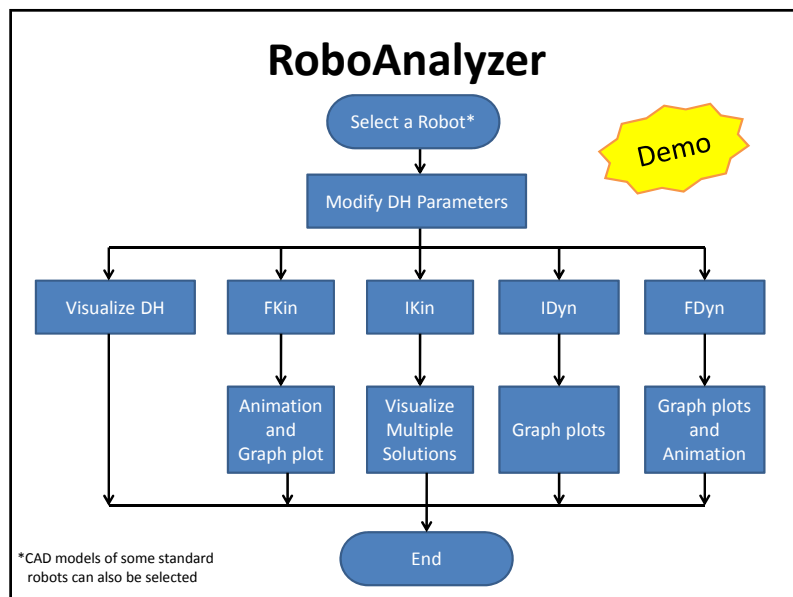 RoboAnalyzer
Select a Robot*
Demo
Modify DH Parameters
Visualize DH
FKin
IKin
IDyn
FDyn
Animation
and
Graph plot
Visualize
Multiple
Solutions
Graph plots
Graph plots
and
Animation
End
*CAD models of some standard
robots can also be selected